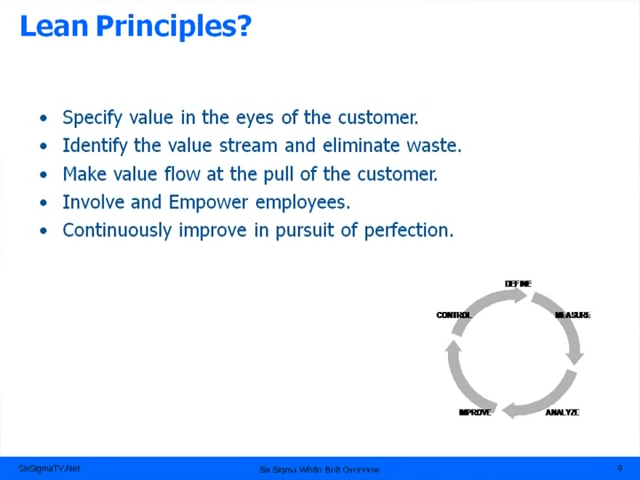 Lean Principles?
• Specify value in the eyes of the customer.
• Identify the value stream and eliminate waste.
• Make value flow at the pull of the customer.
• Involve and Empower employees.
• Continuously improve in pursuit of perfection.
DEFINE
CONTROL
MEASURE
IMPROVE
ANALYZE
SixSigmaTV.Net
Six Sigma White Belt Overview
9